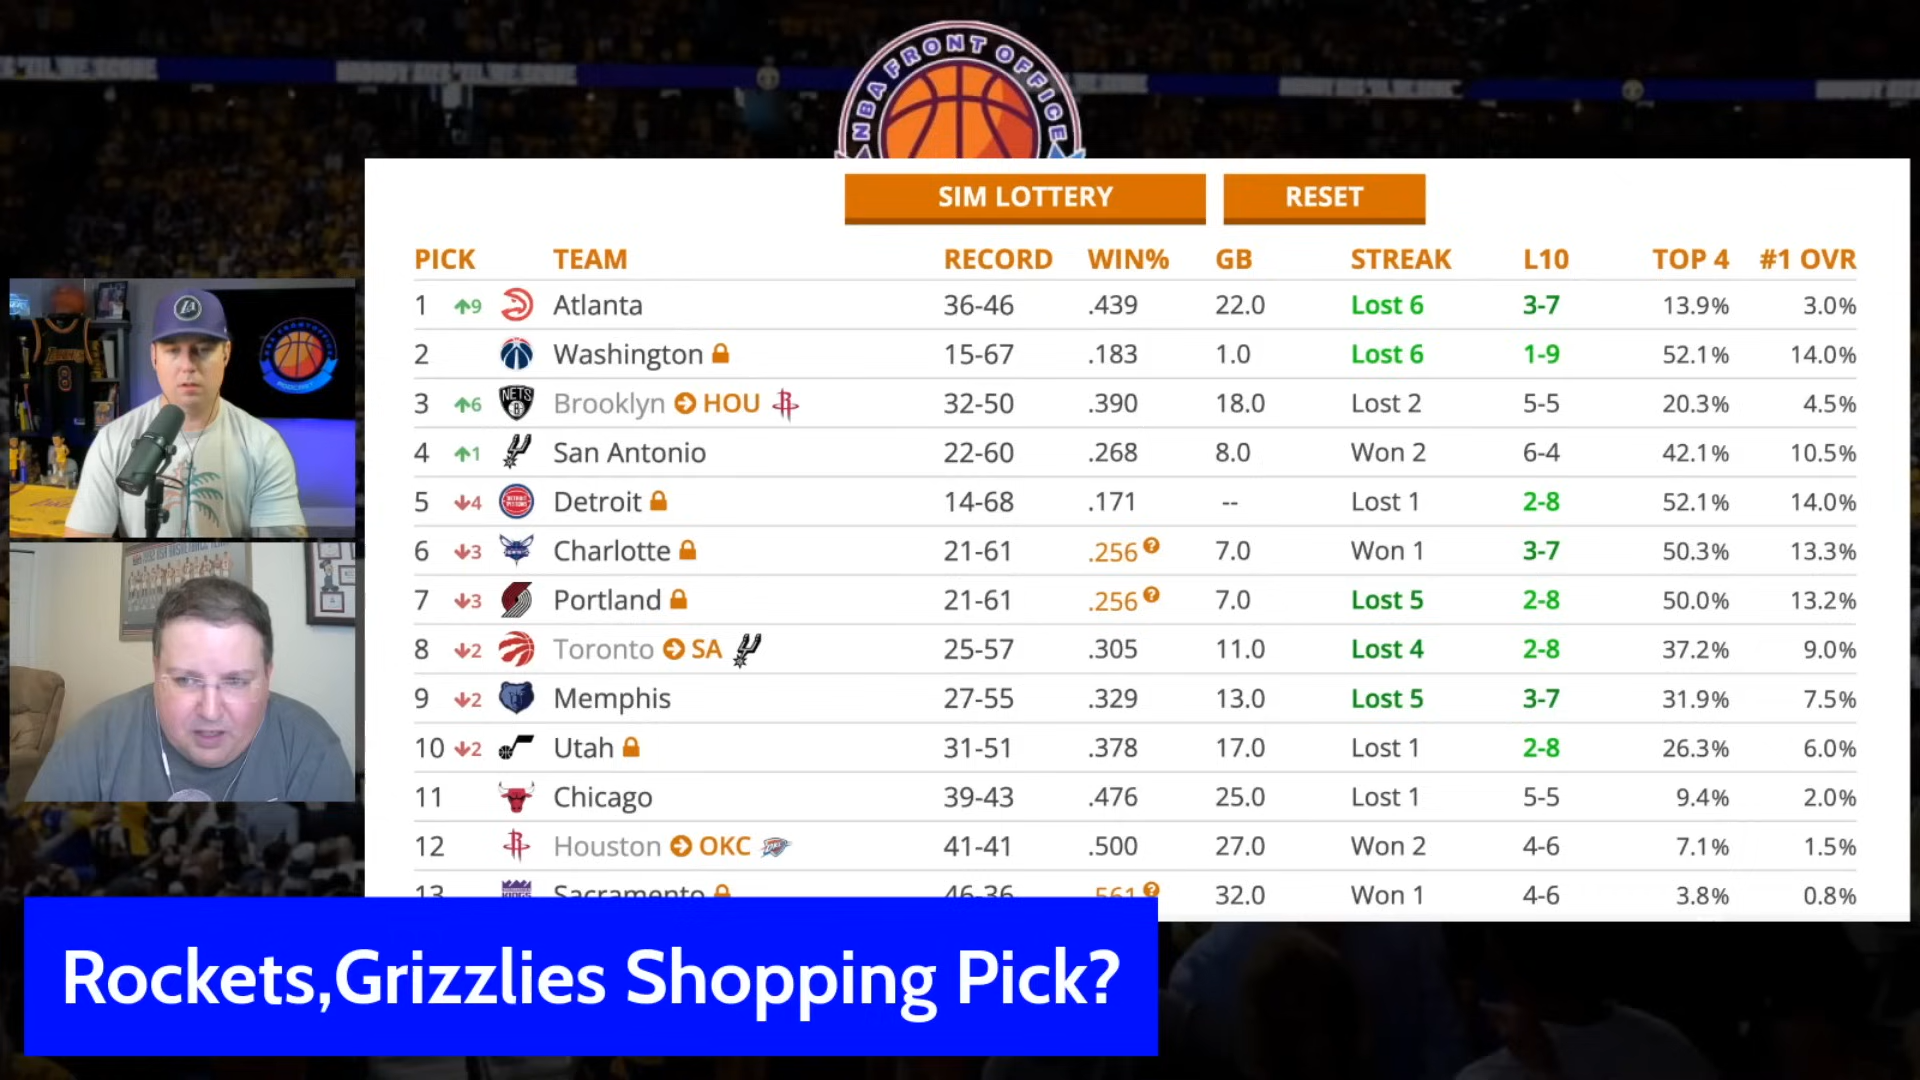 NBA FRONT OFFICE
SIM LOTTERY RESET
PICK TEAM RECORD WIN% GB STREAK L10 TOP 4 #1 OVR
1 9 Atlanta 36-46 .439 22.0 Lost 6 3-7 13.9% 3.0%
2 Washington 15-67 .183 1.0 Lost 6 1-9 52.1% 14.0%
3 6 NETS Brooklyn HOU 32-50 .390 18.0 Lost 2 5-5 20.3% 4.5%
4 1 San Antonio 22-60 .268 8.0 Won 2 6-4 42.1% 10.5%
5 4 Detroit 14-68 .171 -- Lost 1 2-8 52.1% 14.0%
6 3 Charlotte 21-61 .256 ? 7.0 Won 1 3-7 50.3% 13.3%
7 3 Portland 21-61 .256 ? 7.0 Lost 5 2-8 50.0% 13.2%
8 2 Toronto SA 25-57 .305 11.0 Lost 4 2-8 37.2% 9.0%
9 2 Memphis 27-55 .329 13.0 Lost 5 3-7 31.9% 7.5%
10 2 Utah 31-51 .378 17.0 Lost 1 2-8 26.3% 6.0%
11 Chicago 39-43 .476 25.0 Lost 1 5-5 9.4% 2.0%
12 Houston OKC 41-41 .500 27.0 Won 2 4-6 7.1% 1.5%
13 Sacramento 46-36 .561 ? 32.0 Won 1 4-6 3.8% 0.8%
LA
8
PODCAST
Rockets,Grizzlies Shopping Pick?